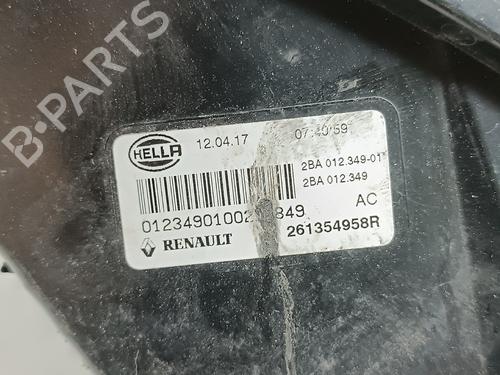 B-PARTS
HELLA
12.04.17 07:40:59
2BA 012.349-01
2BA 012.349
AC
RENAULT
261354958R